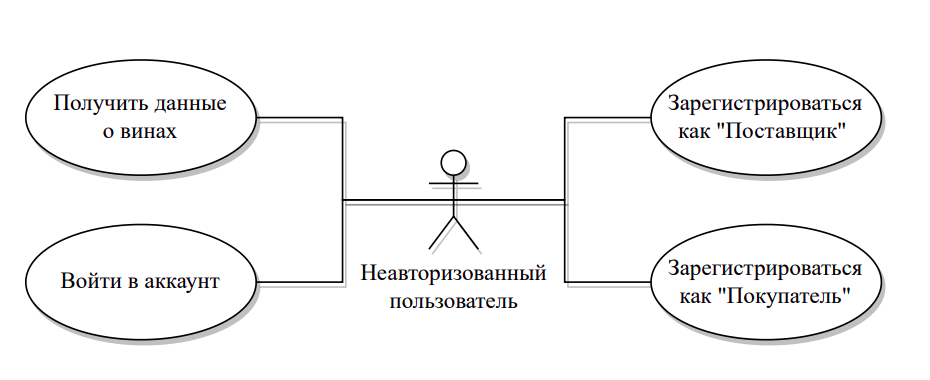 Получить данные
о винах
Зарегистрироваться
как "Поставщик"
Войти в аккаунт
Неавторизованный
пользователь
Зарегистрироваться
как "Покупатель"